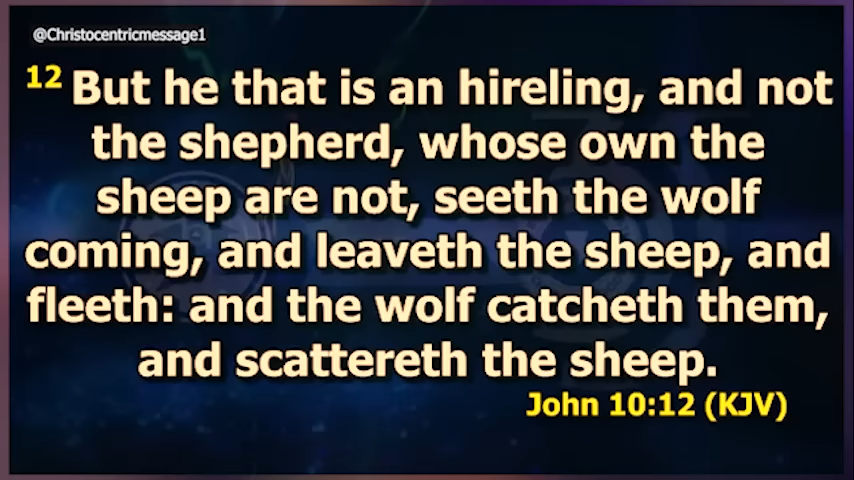 @Christocentricmessage1
12 But he that is an hireling, and not
the shepherd, whose own the
sheep are not, seeth the wolf
coming, and leaveth the sheep, and
fleeth: and the wolf catcheth them,
and scattereth the sheep.
John 10:12 (KJV)